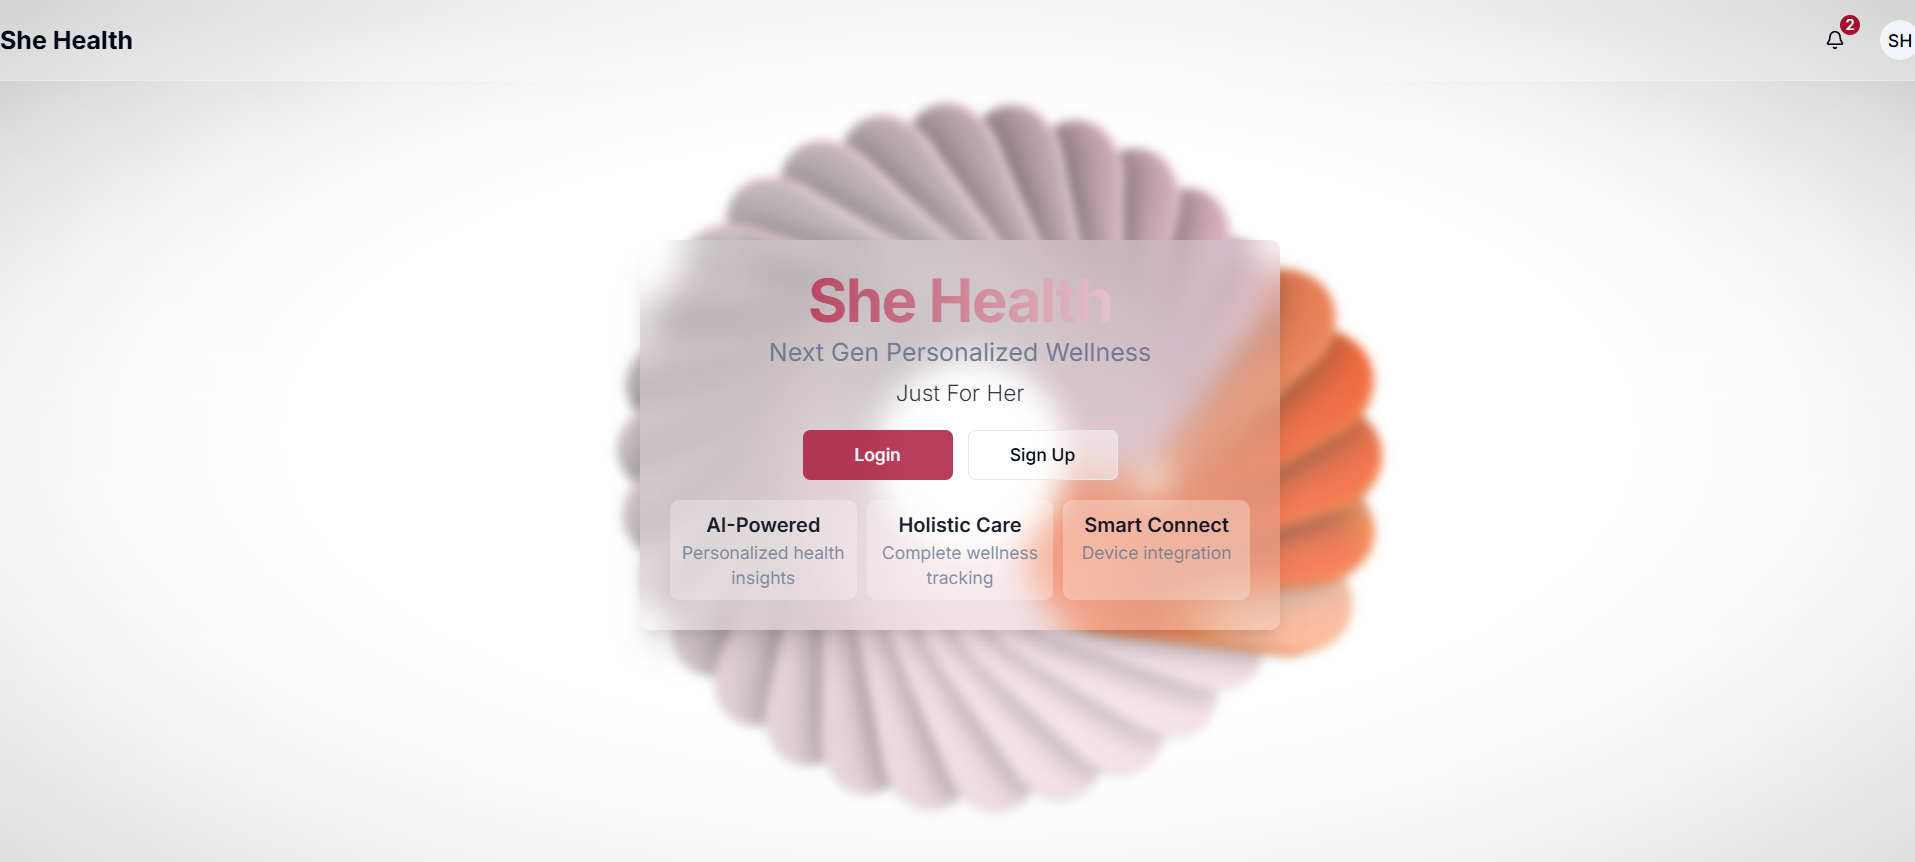 She Health
2
SH
She Health
Next Gen Personalized Wellness
Just For Her
Login
Sign Up
AI-Powered
Personalized health
insights
Holistic Care
Complete wellness
tracking
Smart Connect
Device integration